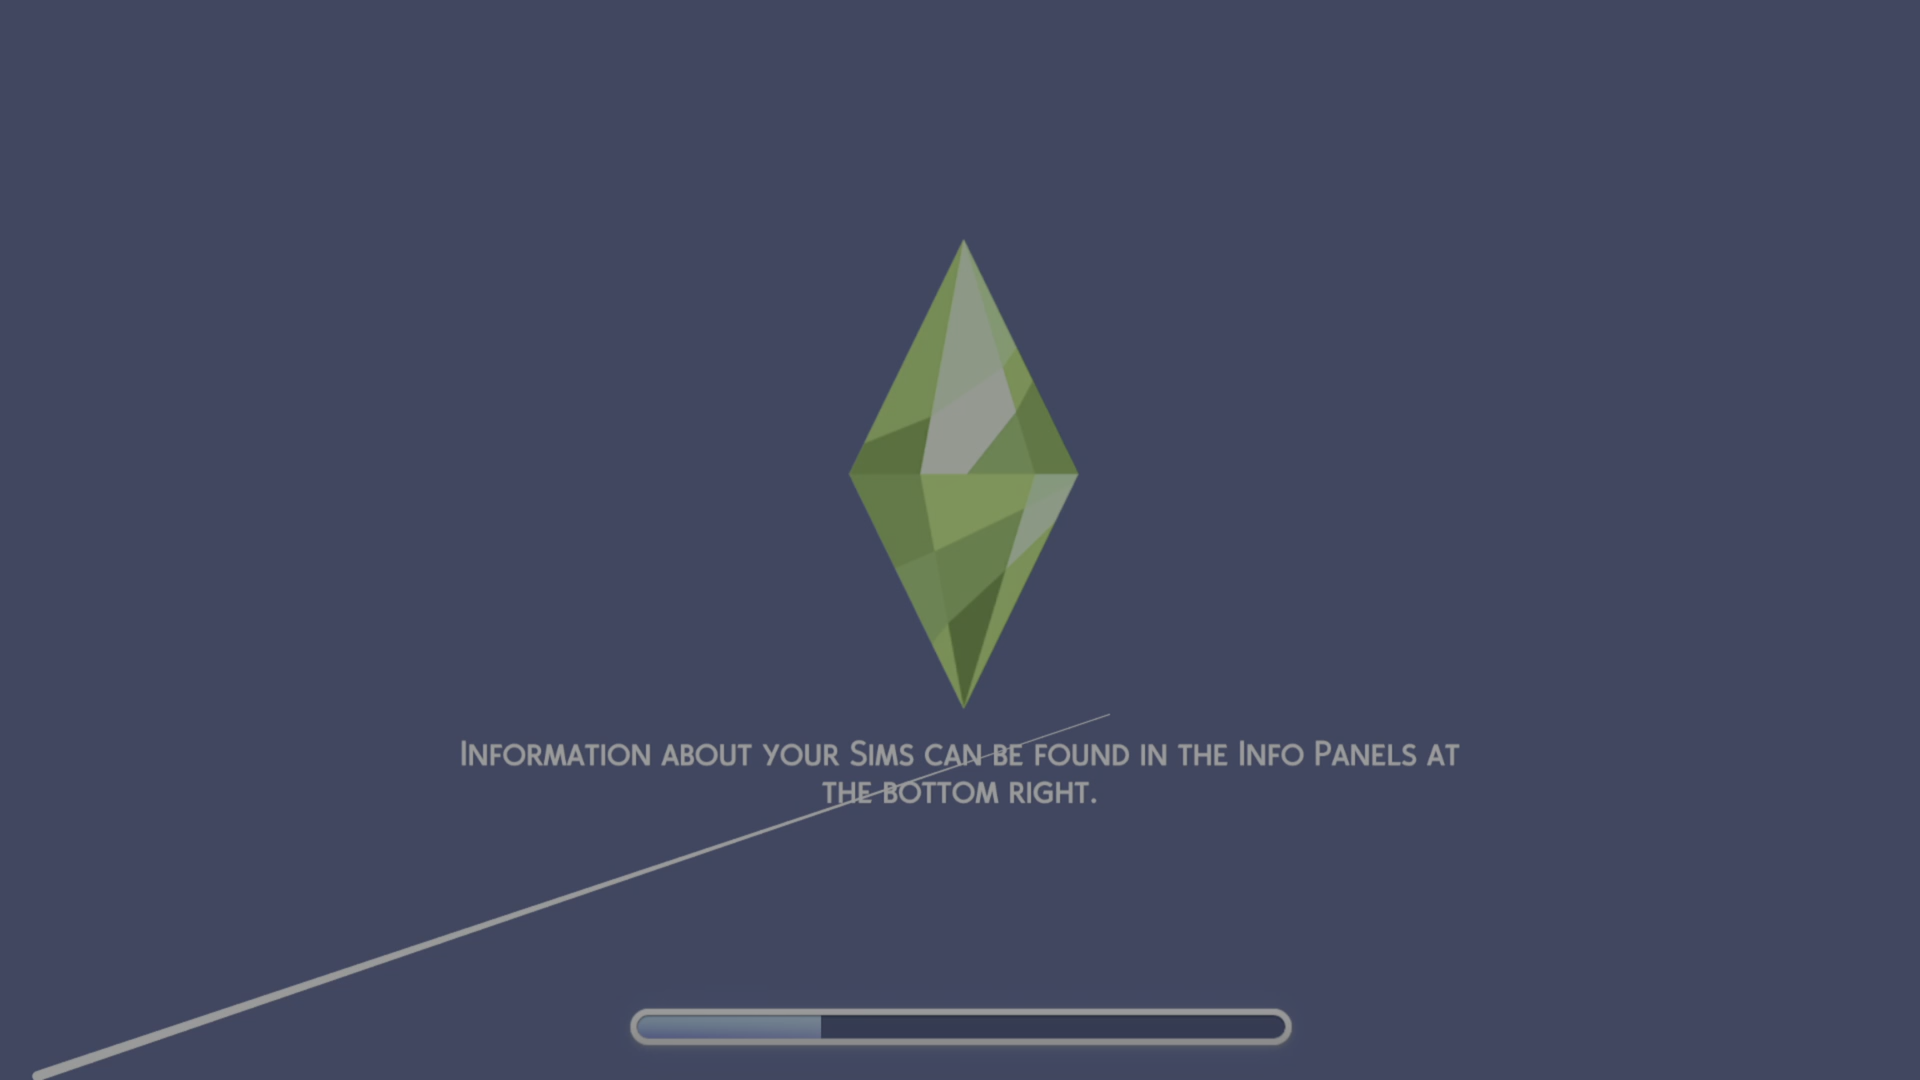 Information about your Sims can be found in the Info Panels at
the bottom right.